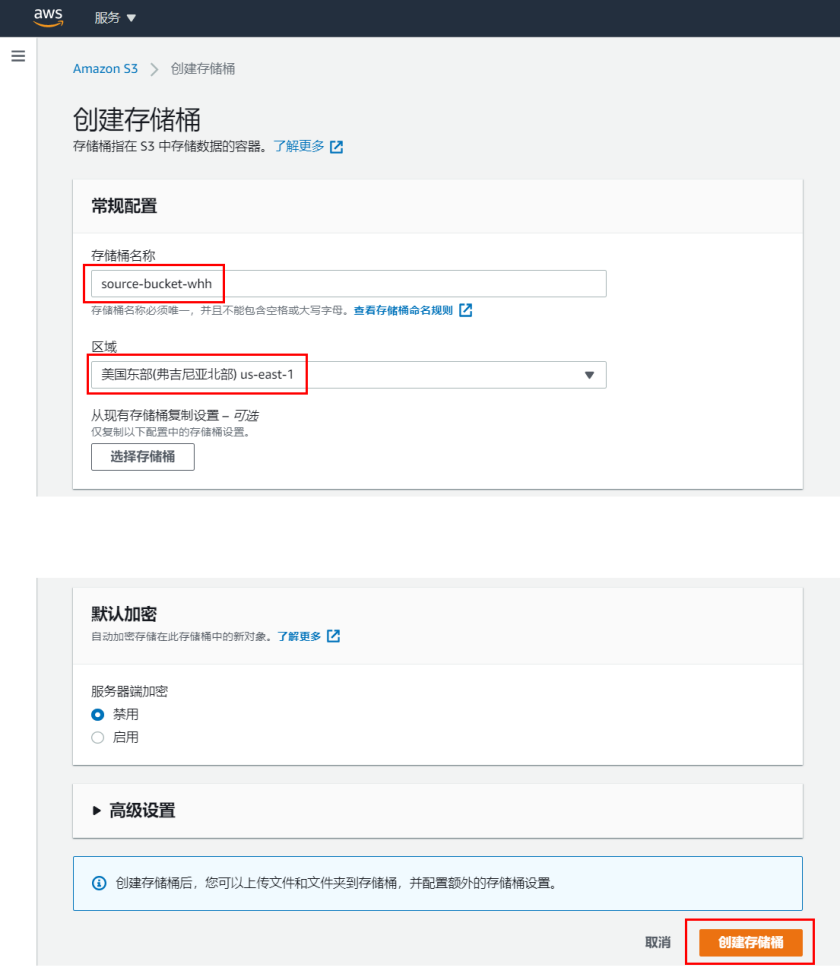 aws 服务 ▼
Amazon S3 > 创建存储桶
创建存储桶
存储桶指在 S3 中存储数据的容器。了解更多
常规配置
存储桶名称
source-bucket-whh
存储桶名称必须唯一，并且不能包含空格或大写字母。查看存储桶命名规则
区域
美国东部(弗吉尼亚北部) us-east-1
从现有存储桶复制设置 – 可选
仅复制以下配置中的存储桶设置。
选择存储桶
默认加密
自动加密存储在此存储桶中的新对象。了解更多
服务器端加密
禁用
启用
高级设置
创建存储桶后，您可以上传文件和文件夹到存储桶，并配置额外的存储桶设置。
取消 创建存储桶